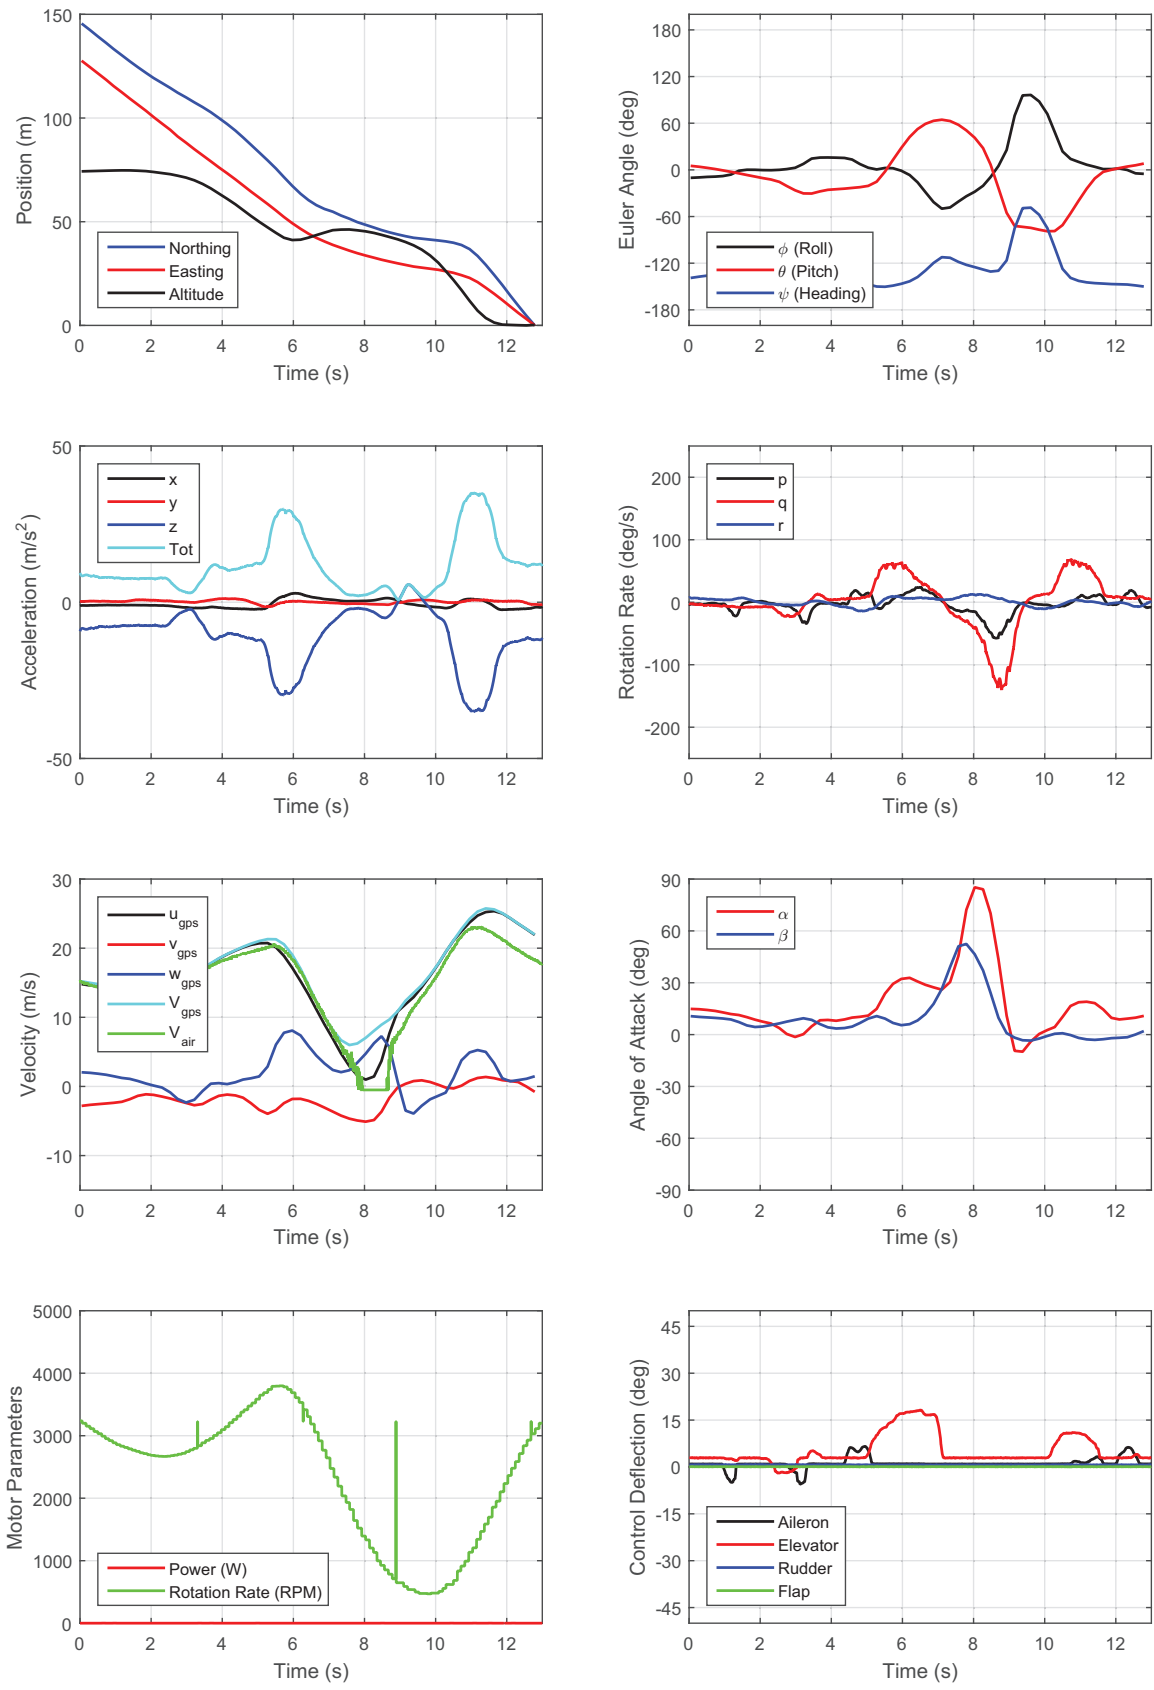 150
100
50
0
Position (m)
Northing
Easting
Altitude
0 2 4 6 8 10 12
Time (s)
180
120
60
0
-60
-120
-180
Euler Angle (deg)
ϕ (Roll)
θ (Pitch)
ψ (Heading)
0 2 4 6 8 10 12
Time (s)
50
0
-50
Acceleration (m/s²)
x
y
z
Tot
0 2 4 6 8 10 12
Time (s)
200
100
0
-100
-200
Rotation Rate (deg/s)
p
q
r
0 2 4 6 8 10 12
Time (s)
30
20
10
0
-10
Velocity (m/s)
u_gps
v_gps
w_gps
V_gps
V_air
0 2 4 6 8 10 12
Time (s)
90
60
30
0
-30
-60
-90
Angle of Attack (deg)
α
β
0 2 4 6 8 10 12
Time (s)
5000
4000
3000
2000
1000
0
Motor Parameters
Power (W)
Rotation Rate (RPM)
0 2 4 6 8 10 12
Time (s)
45
30
15
0
-15
-30
-45
Control Deflection (deg)
Aileron
Elevator
Rudder
Flap
0 2 4 6 8 10 12
Time (s)